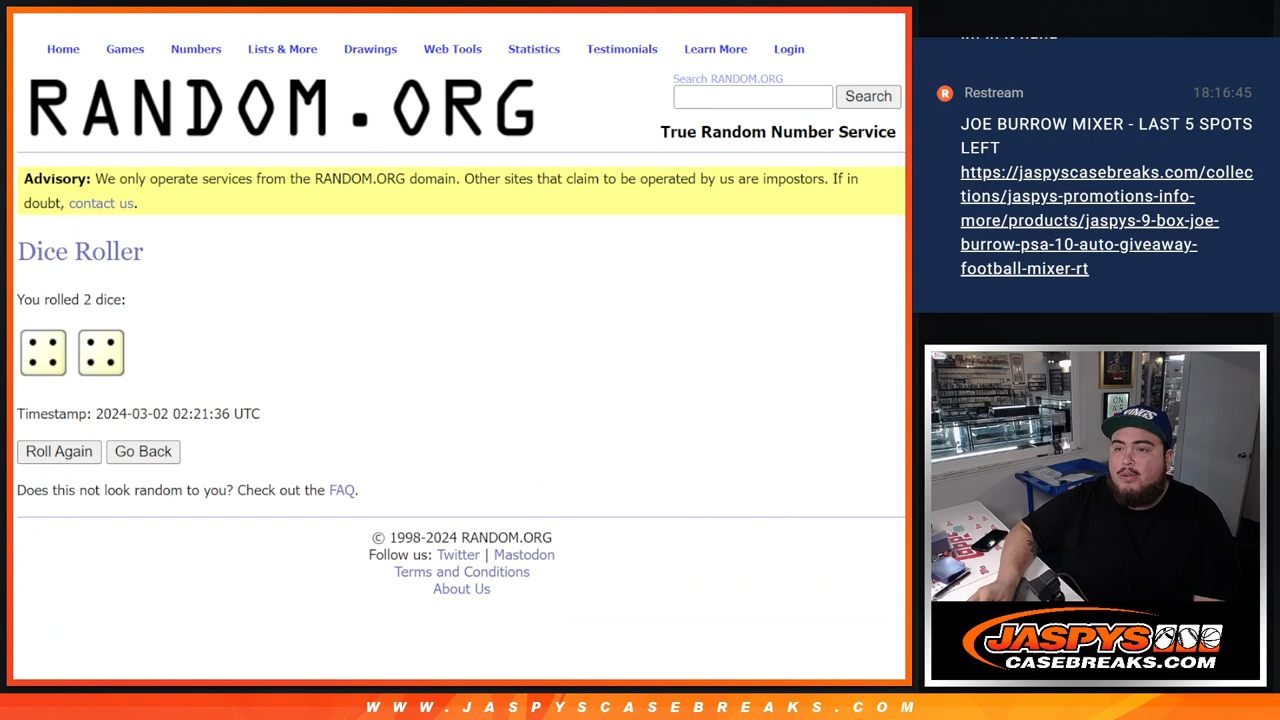 Home Games Numbers Lists & More Drawings Web Tools Statistics Testimonials Learn More Login
RANDOM.ORG
Search RANDOM.ORG
Search
True Random Number Service
Advisory: We only operate services from the RANDOM.ORG domain. Other sites that claim to be operated by us are impostors. If in
doubt, contact us.
Dice Roller
You rolled 2 dice:
Timestamp: 2024-03-02 02:21:36 UTC
Roll Again Go Back
Does this not look random to you? Check out the FAQ.
© 1998-2024 RANDOM.ORG
Follow us: Twitter | Mastodon
Terms and Conditions
About Us
R Restream 18:16:45
JOE BURROW MIXER - LAST 5 SPOTS
LEFT
https://jaspyscasebreaks.com/collec
tions/jaspys-promotions-info-
more/products/jaspys-9-box-joe-
burrow-psa-10-auto-giveaway-
football-mixer-rt
ON
KINGS
JASPYS
CASEBREAKS.COM
WWW.JASPYSCASEBREAKS.COM